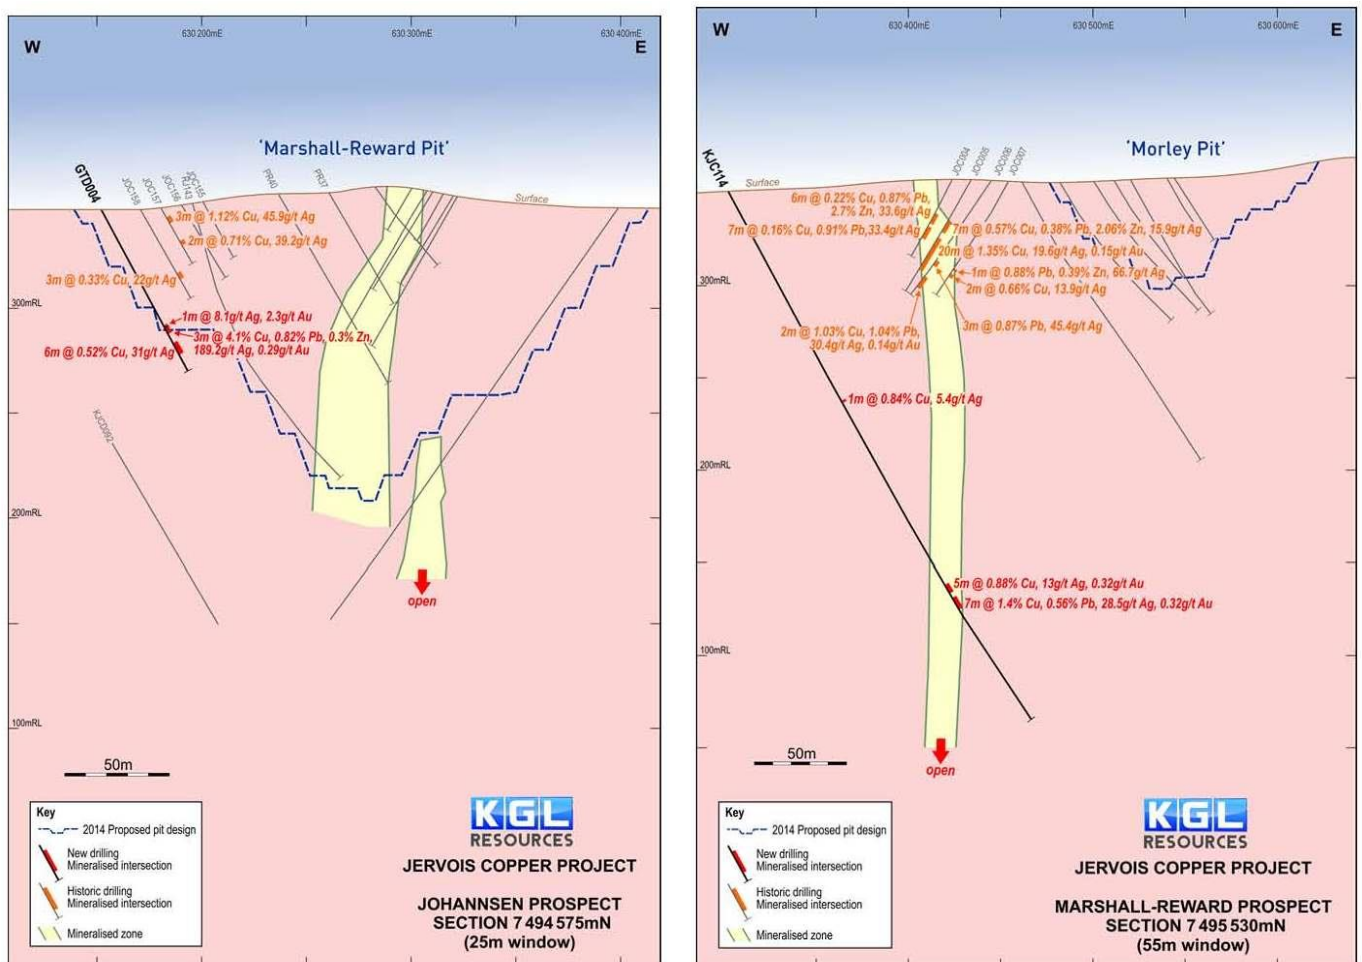 W
630 200mE
630 300mE
630 400mE
E
'Marshall-Reward Pit'
GTD004
JOC158
JOC157
JOC156
RJ143
JOC155
PR40
PR37
Surface
3m @ 1.12% Cu, 45.9g/t Ag
2m @ 0.71% Cu, 39.2g/t Ag
3m @ 0.33% Cu, 22g/t Ag
300mRL
1m @ 8.1g/t Ag, 2.3g/t Au
3m @ 4.1% Cu, 0.82% Pb, 0.3% Zn,
189.2g/t Ag, 0.29g/t Au
6m @ 0.52% Cu, 31g/t Ag
KJCD092
200mRL
open
100mRL
50m
Key
2014 Proposed pit design
New drilling
Mineralised intersection
Historic drilling
Mineralised intersection
Mineralised zone
KGL
RESOURCES
JERVOIS COPPER PROJECT
JOHANNSEN PROSPECT
SECTION 7 494 575mN
(25m window)
W
630 400mE
630 500mE
630 600mE
E
'Morley Pit'
KJC114
Surface
JOC004
JOC005
JOC006
JOC007
6m @ 0.22% Cu, 0.87% Pb,
2.7% Zn, 33.6g/t Ag
7m @ 0.16% Cu, 0.91% Pb,33.4g/t Ag
7m @ 0.57% Cu, 0.38% Pb, 2.06% Zn, 15.9g/t Ag
20m @ 1.35% Cu, 19.6g/t Ag, 0.15g/t Au
1m @ 0.88% Pb, 0.39% Zn, 66.7g/t Ag
2m @ 0.66% Cu, 13.9g/t Ag
300mRL
2m @ 1.03% Cu, 1.04% Pb,
30.4g/t Ag, 0.14g/t Au
3m @ 0.87% Pb, 45.4g/t Ag
1m @ 0.84% Cu, 5.4g/t Ag
200mRL
5m @ 0.88% Cu, 13g/t Ag, 0.32g/t Au
7m @ 1.4% Cu, 0.56% Pb, 28.5g/t Ag, 0.32g/t Au
100mRL
open
50m
Key
2014 Proposed pit design
New drilling
Mineralised intersection
Historic drilling
Mineralised intersection
Mineralised zone
KGL
RESOURCES
JERVOIS COPPER PROJECT
MARSHALL-REWARD PROSPECT
SECTION 7 495 530mN
(55m window)